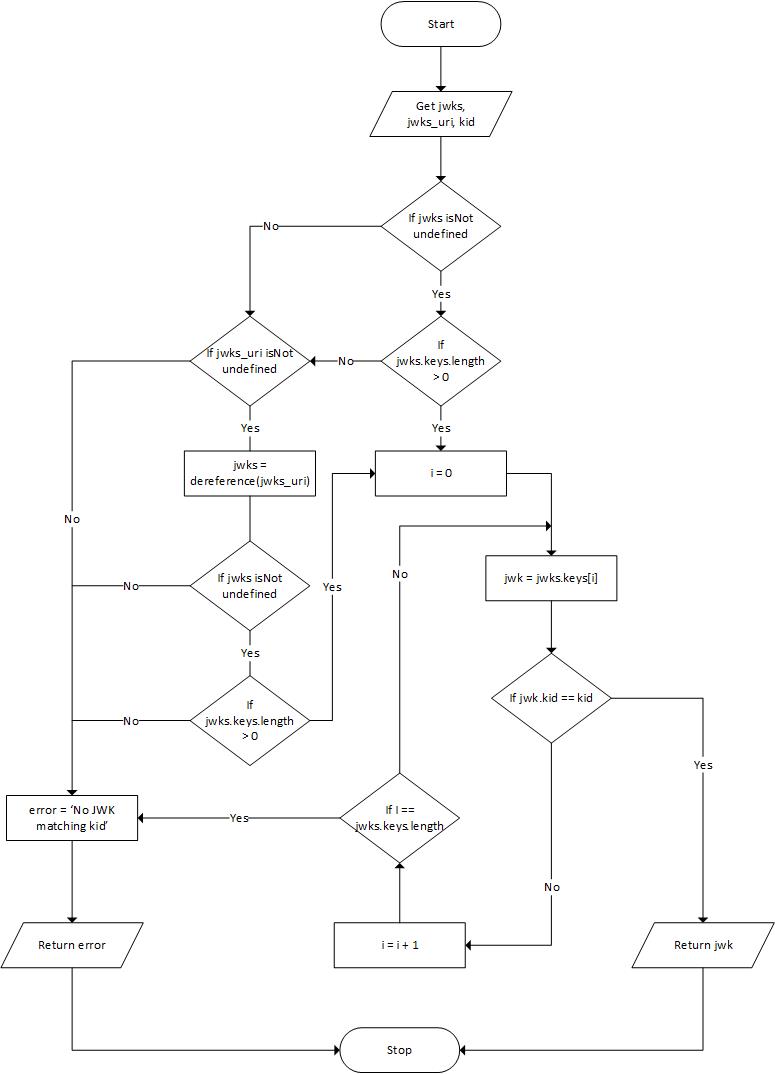 Start
Get jwks,
jwks_uri, kid
If jwks isNot
undefined
No
Yes
If jwks_uri isNot
undefined
No
If
jwks.keys.length
> 0
Yes
Yes
jwks =
dereference(jwks_uri)
i = 0
No
No
jwk = jwks.keys[i]
If jwks isNot
undefined
No
Yes
Yes
If jwk.kid == kid
If
jwks.keys.length
> 0
No
Yes
error = ‘No JWK
matching kid’
Yes
If I ==
jwks.keys.length
No
Return error
i = i + 1
Return jwk
Stop